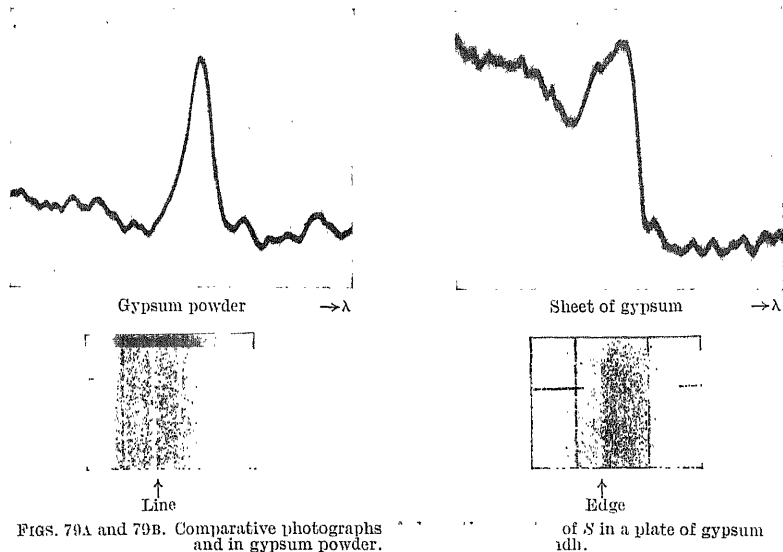 Gypsum powder →λ
Sheet of gypsum →λ
Line
Edge
FIGS. 79A and 79B. Comparative photographs of S in a plate of gypsum
and in gypsum powder.